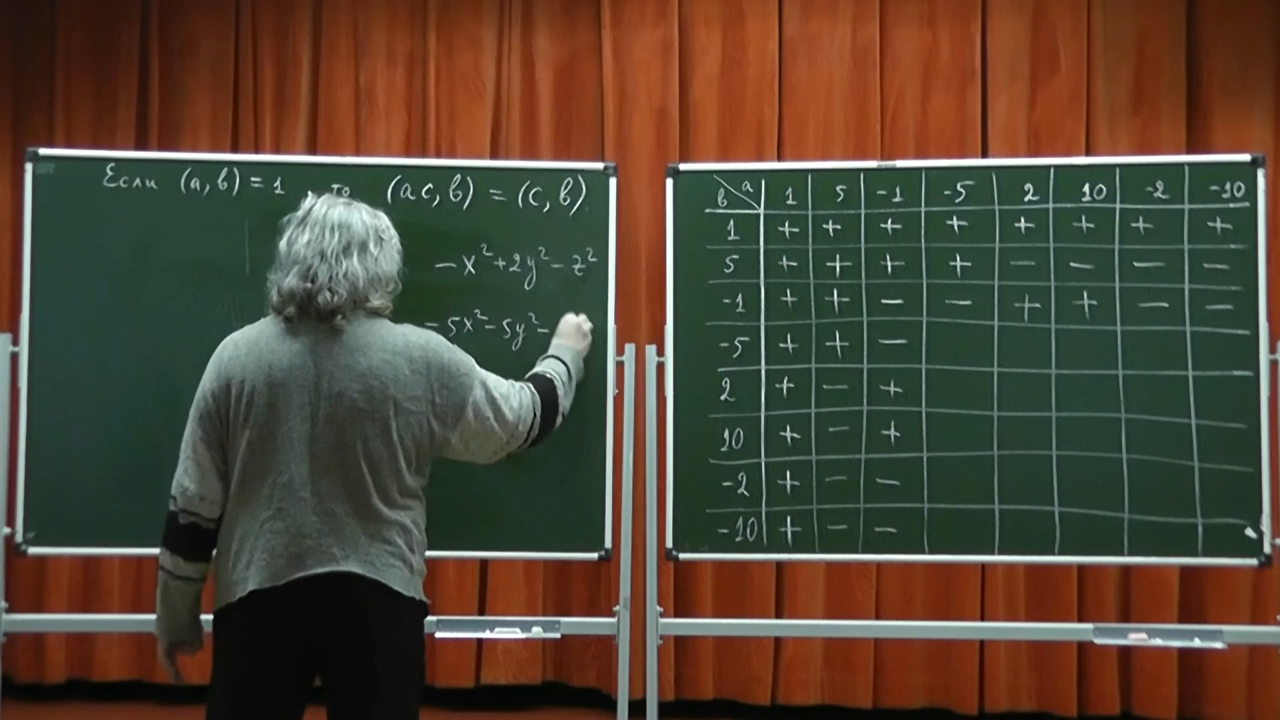 Если (a, b) = 1 то (ac, b) = (c, b).
-x²+2y²-z²
-5x²-5y²-
b\a 1 5 -1 -5 2 10 -2 -10
1 + + + + + + + +
5 + + + + - - - -
-1 + + - - + + - -
-5 + + -
2 + - +
10 + - +
-2 + - -
-10 + - -